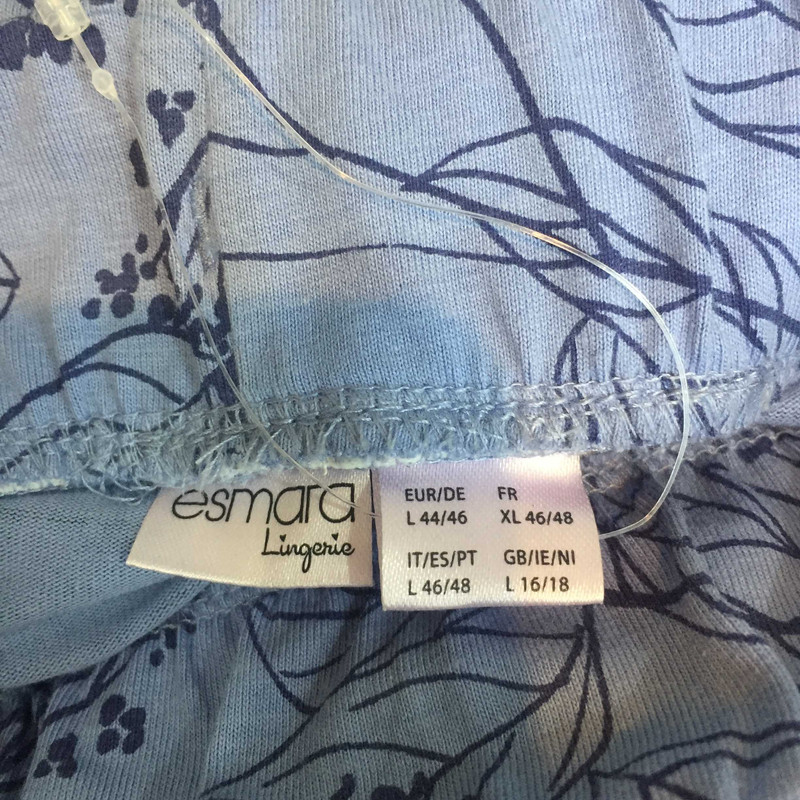 esmara
Lingerie
EUR/DE FR
L 44/46 XL 46/48
IT/ES/PT GB/IE/NI
L 46/48 L 16/18